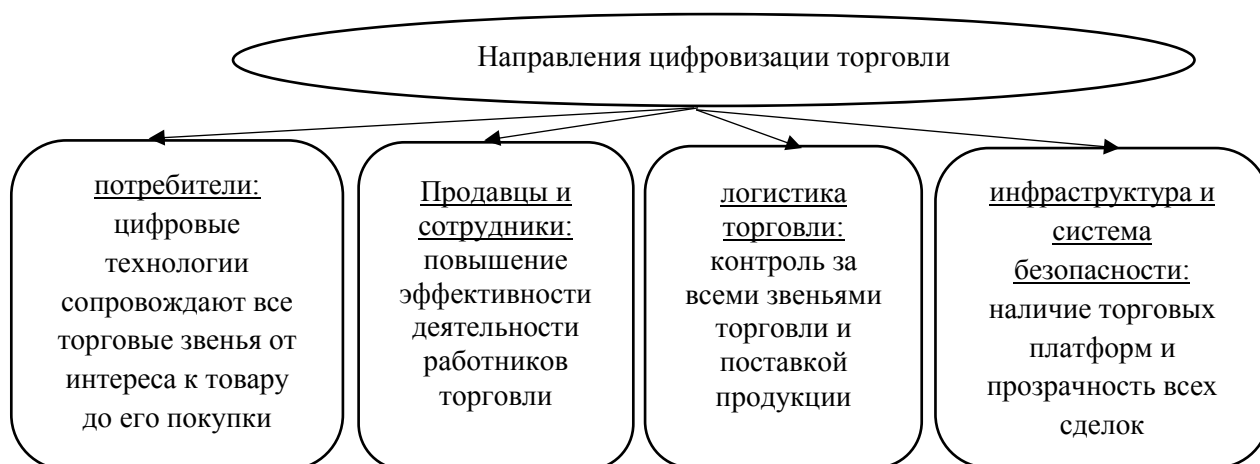 Направления цифровизации торговли
потребители:
цифровые
технологии
сопровождают все
торговые звенья от
интереса к товару
до его покупки
Продавцы и
сотрудники:
повышение
эффективности
деятельности
работников
торговли
логистика
торговли:
контроль за
всеми звеньями
торговли и
поставкой
продукции
инфраструктура и
система
безопасности:
наличие торговых
платформ и
прозрачность всех
сделок